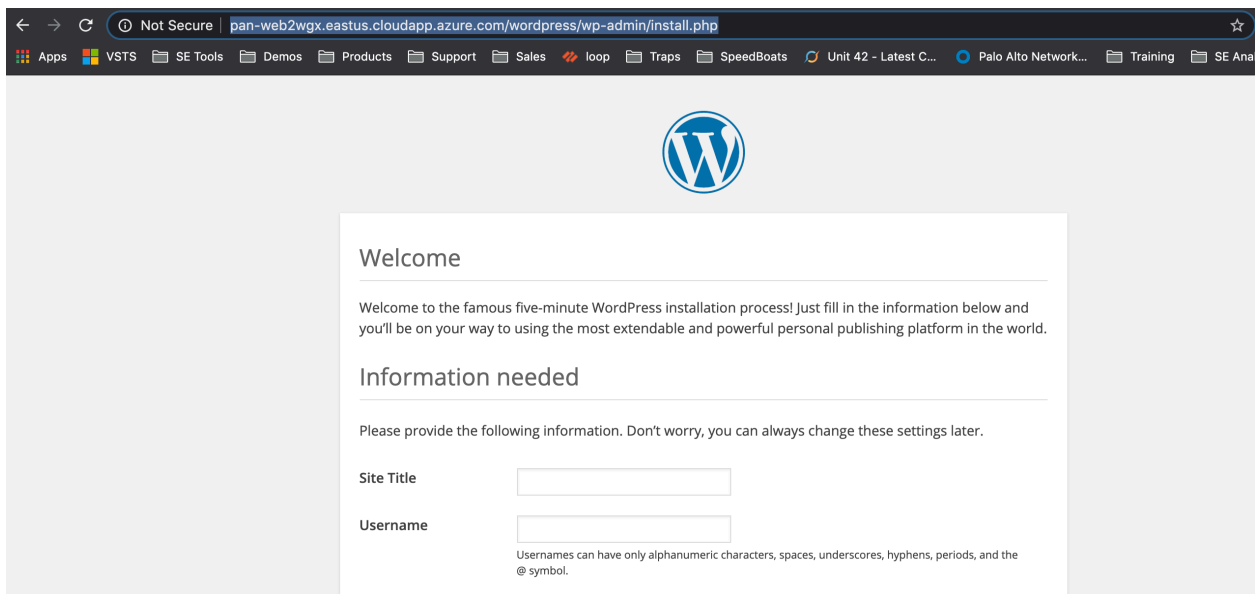 Not Secure | pan-web2wgx.eastus.cloudapp.azure.com/wordpress/wp-admin/install.php
Apps VSTS SE Tools Demos Products Support Sales loop Traps SpeedBoats Unit 42 - Latest C... Palo Alto Network... Training SE Ana
Welcome
Welcome to the famous five-minute WordPress installation process! Just fill in the information below and
you’ll be on your way to using the most extendable and powerful personal publishing platform in the world.
Information needed
Please provide the following information. Don’t worry, you can always change these settings later.
Site Title
Username
Usernames can have only alphanumeric characters, spaces, underscores, hyphens, periods, and the
@ symbol.